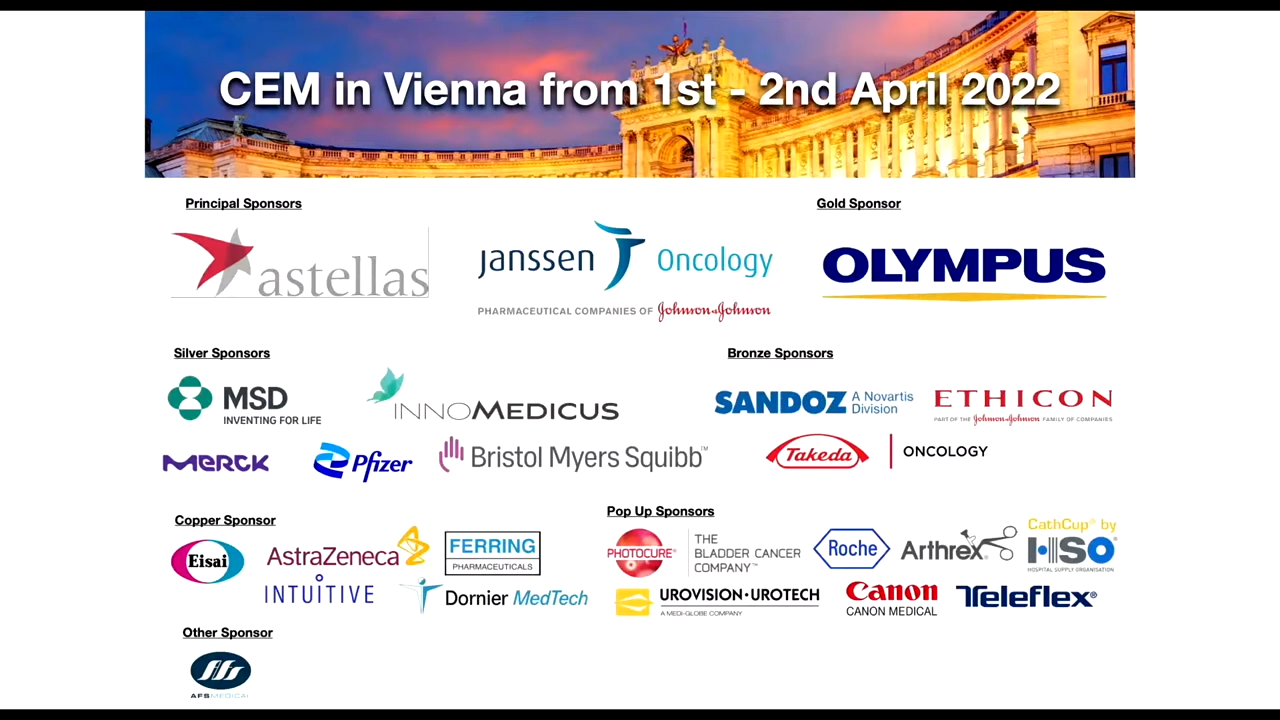 CEM in Vienna from 1st - 2nd April 2022
Principal Sponsors
Gold Sponsor
astellas
janssen Oncology
PHARMACEUTICAL COMPANIES OF Johnson & Johnson
OLYMPUS
Silver Sponsors
Bronze Sponsors
MSD
INVENTING FOR LIFE
INNOMEDICUS
SANDOZ A Novartis Division
ETHICON
PART OF THE Johnson & Johnson FAMILY OF COMPANIES
MERCK
Pfizer
Bristol Myers Squibb™
Takeda
ONCOLOGY
Copper Sponsor
Pop Up Sponsors
Eisai
AstraZeneca
FERRING
PHARMACEUTICALS
INTUITIVE
Dornier MedTech
PHOTOCURE®
THE
BLADDER CANCER
COMPANY™
Roche
Arthrex®
CathCup® by
HSO®
HOSPITAL SUPPLY ORGANISATION
UROVISION·UROTECH
A MEDI-GLOBE COMPANY
Canon
CANON MEDICAL
Teleflex®
Other Sponsor
AFS MEDICAL